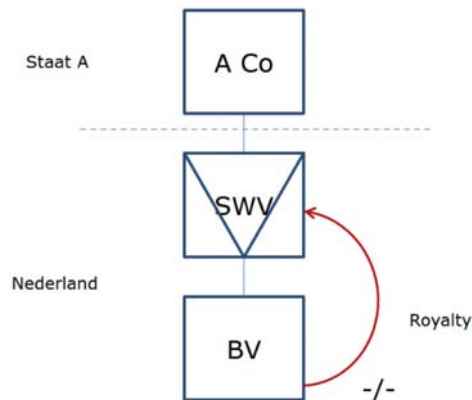 Staat A
A Co
SWV
Nederland
BV
Royalty
-/-